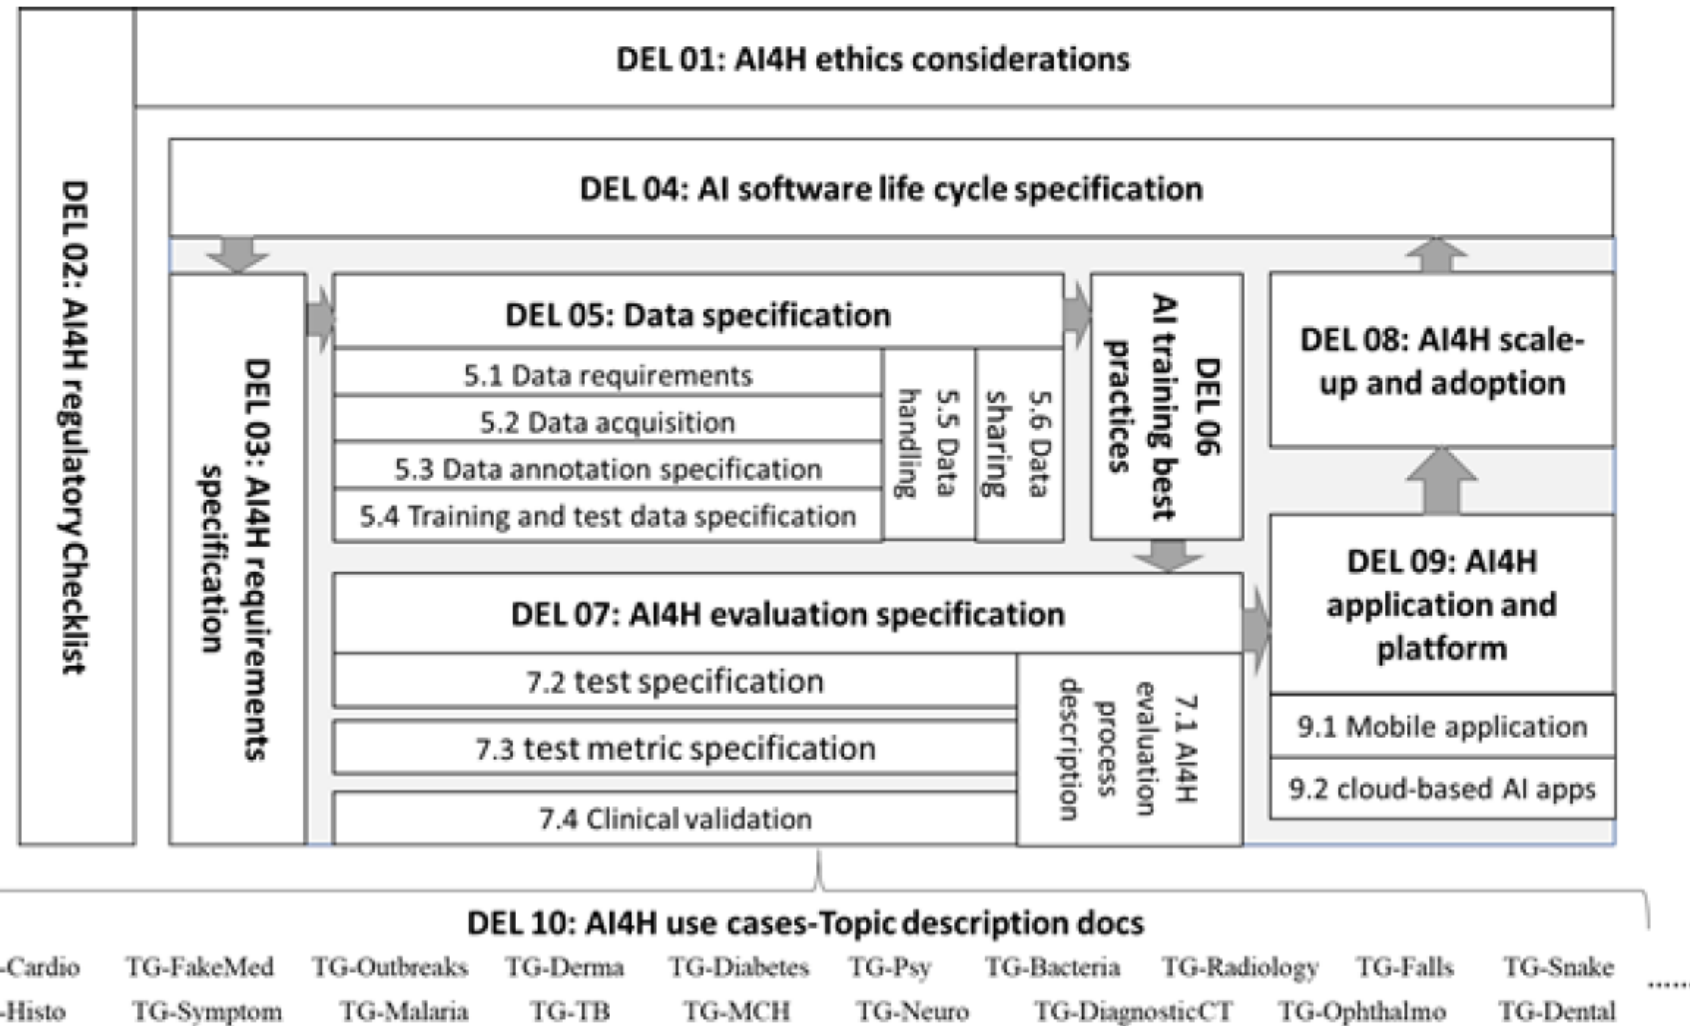 DEL 01: AI4H ethics considerations
DEL 02: AI4H regulatory Checklist
DEL 04: AI software life cycle specification
DEL 03: AI4H requirements
specification
DEL 05: Data specification
5.1 Data requirements
5.2 Data acquisition
5.3 Data annotation specification
5.4 Training and test data specification
5.5 Data
handling
5.6 Data
sharing
DEL 06
AI training best
practices
DEL 07: AI4H evaluation specification
7.2 test specification
7.3 test metric specification
7.4 Clinical validation
7.1 AI4H
evaluation
process
description
DEL 08: AI4H scale-
up and adoption
DEL 09: AI4H
application and
platform
9.1 Mobile application
9.2 cloud-based AI apps
DEL 10: AI4H use cases-Topic description docs
-Cardio TG-FakeMed TG-Outbreaks TG-Derma TG-Diabetes TG-Psy TG-Bacteria TG-Radiology TG-Falls TG-Snake
......
-Histo TG-Symptom TG-Malaria TG-TB TG-MCH TG-Neuro TG-DiagnosticCT TG-Ophthalmo TG-Dental